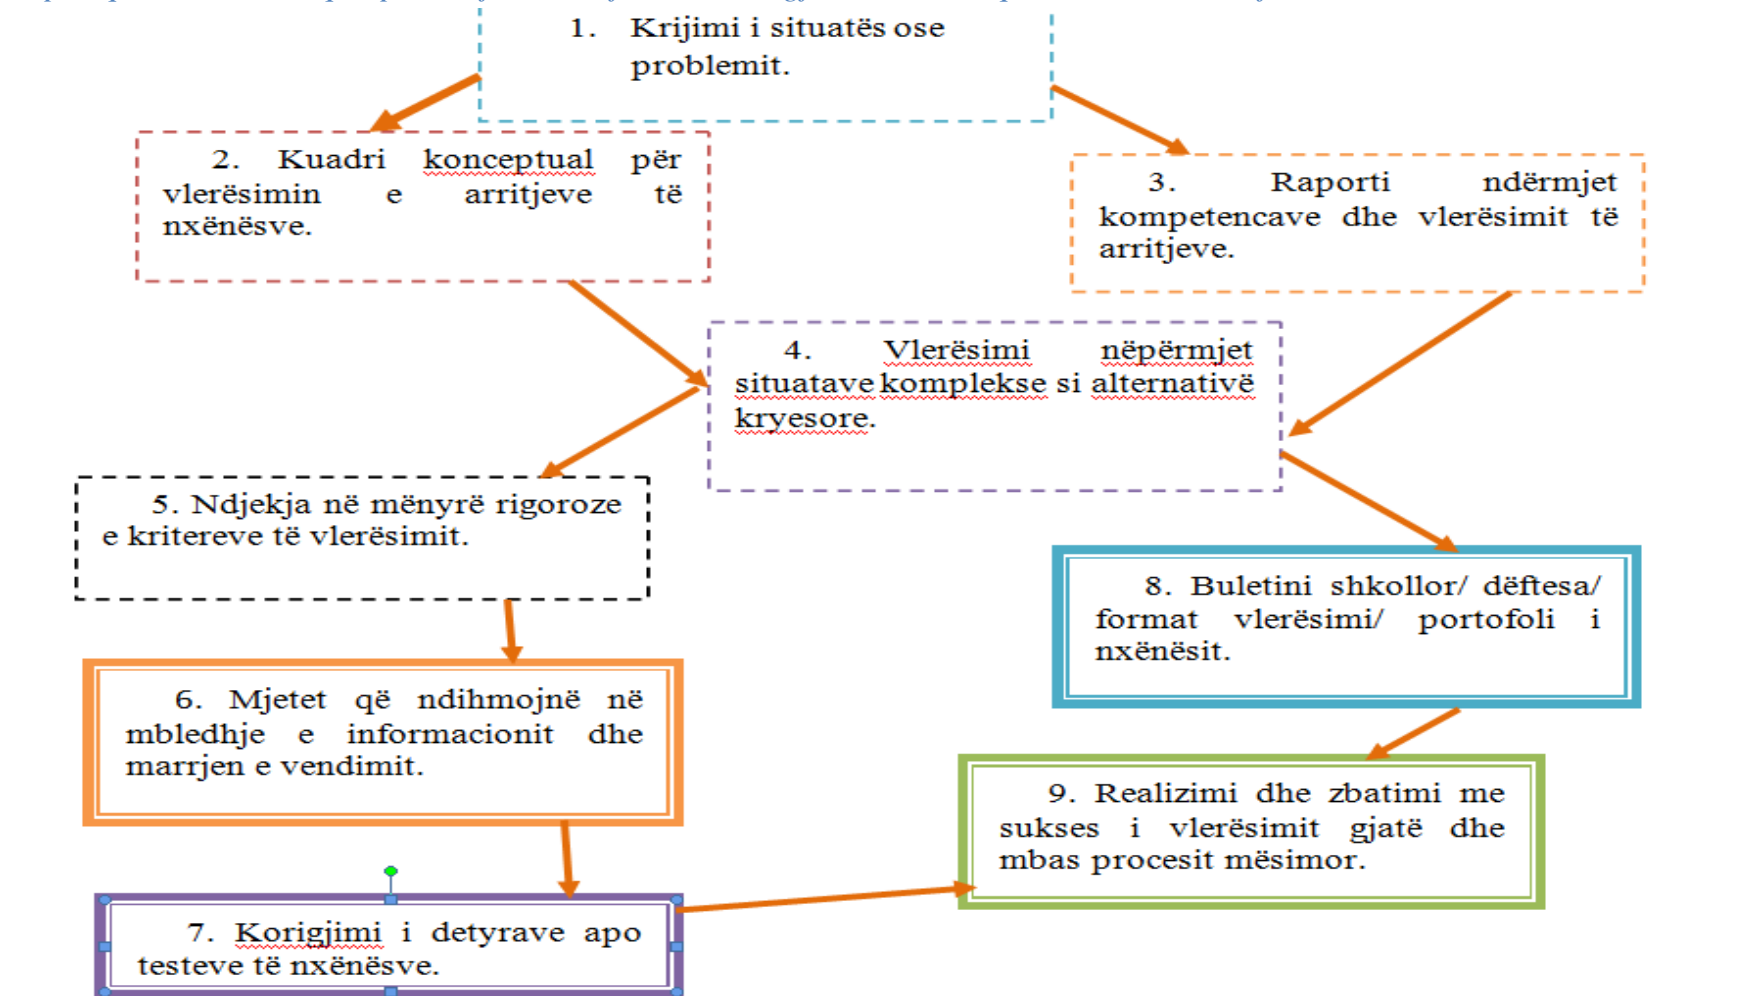 1. Krijimi i situatës ose
problemit.
2. Kuadri konceptual për
vlerësimin e arritjeve të
nxënësve.
3. Raporti ndërmjet
kompetencave dhe vlerësimit të
arritjeve.
4. Vlerësimi nëpërmjet
situatave komplekse si alternativë
kryesore.
5. Ndjekja në mënyrë rigoroze
e kritereve të vlerësimit.
6. Mjetet që ndihmojnë në
mbledhje e informacionit dhe
marrjen e vendimit.
7. Korigjimi i detyrave apo
testeve të nxënësve.
8. Buletini shkollor/ dëftesa/
format vlerësimi/ portofoli i
nxënësit.
9. Realizimi dhe zbatimi me
sukses i vlerësimit gjatë dhe
mbas procesit mësimor.